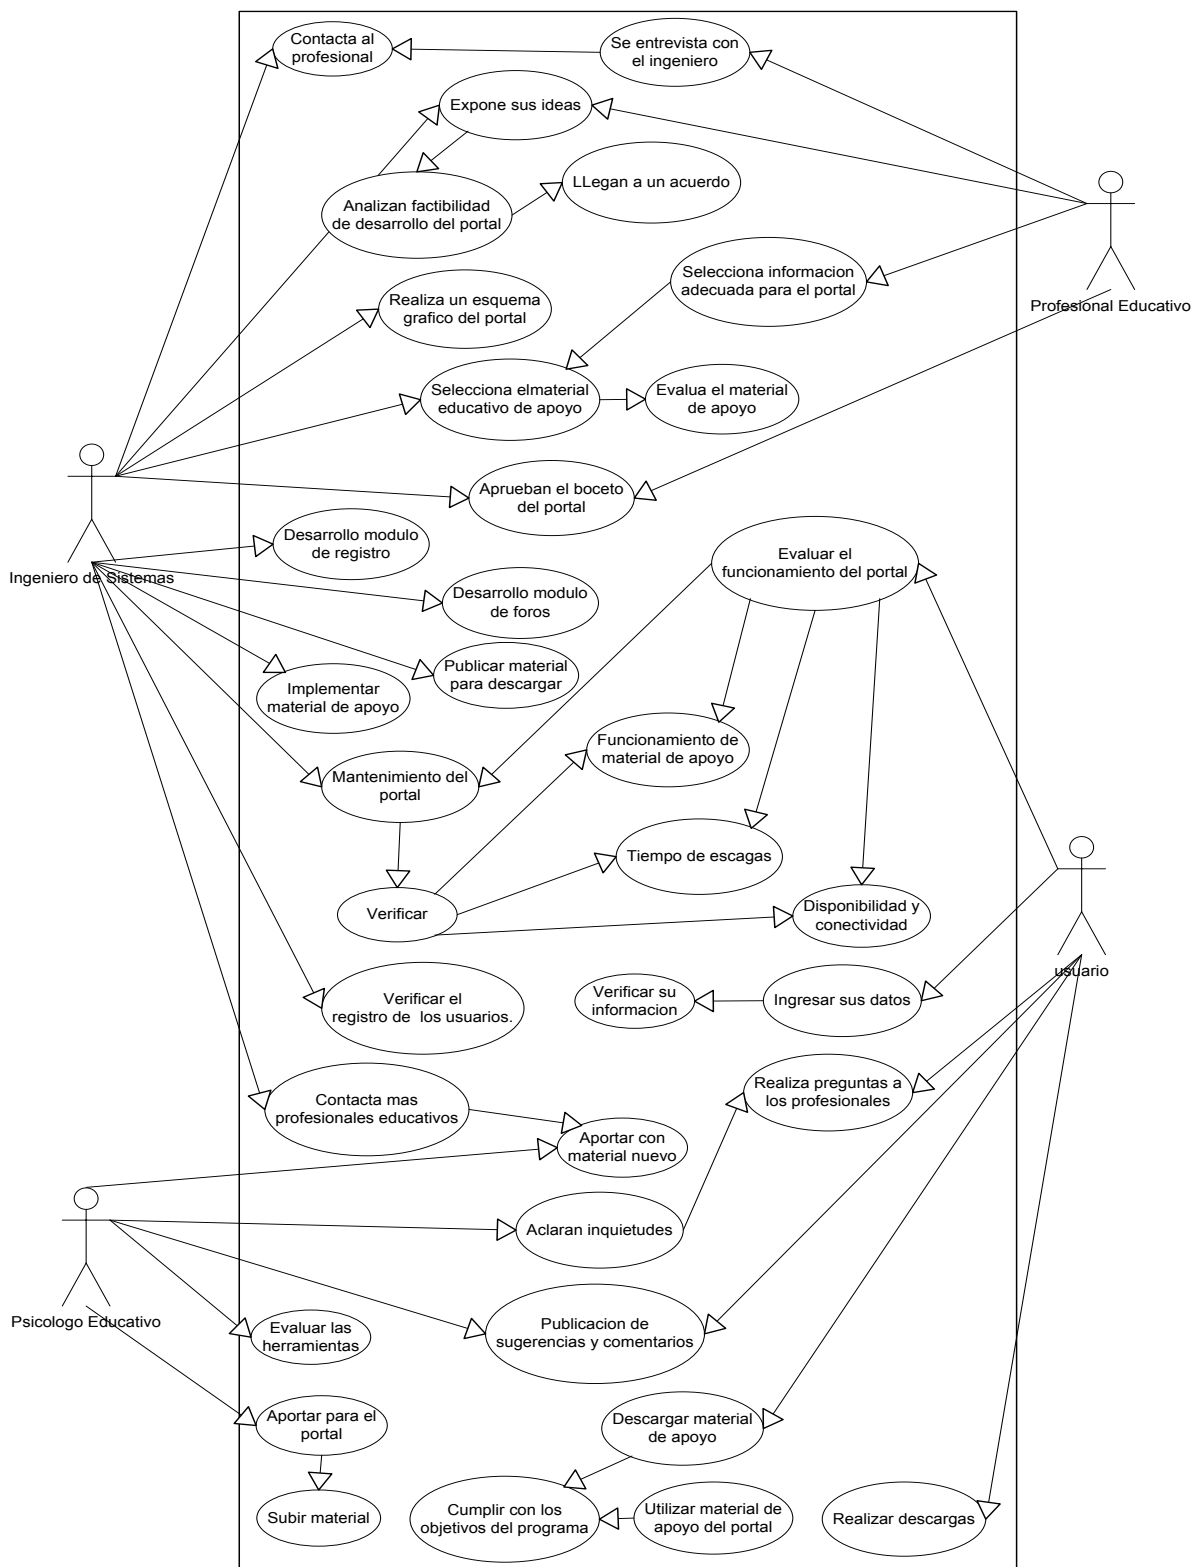 Contacta al
profesional
Se entrevista con
el ingeniero
Expone sus ideas
LLegan a un acuerdo
Analizan factibilidad
de desarrollo del portal
Selecciona informacion
adecuada para el portal
Profesional Educativo
Realiza un esquema
grafico del portal
Selecciona elmaterial
educativo de apoyo
Evalua el material
de apoyo
Aprueban el boceto
del portal
Ingeniero de Sistemas
Desarrollo modulo
de registro
Evaluar el
funcionamiento del portal
Desarrollo modulo
de foros
Publicar material
para descargar
Implementar
material de apoyo
Funcionamiento de
material de apoyo
Mantenimiento del
portal
Tiempo de escagas
Verificar
Disponibilidad y
conectividad
usuario
Verificar el
registro de los usuarios.
Verificar su
informacion
Ingresar sus datos
Realiza preguntas a
los profesionales
Contacta mas
profesionales educativos
Aportar con
material nuevo
Aclaran inquietudes
Psicologo Educativo
Evaluar las
herramientas
Publicacion de
sugerencias y comentarios
Aportar para el
portal
Descargar material
de apoyo
Subir material
Cumplir con los
objetivos del programa
Utilizar material de
apoyo del portal
Realizar descargas